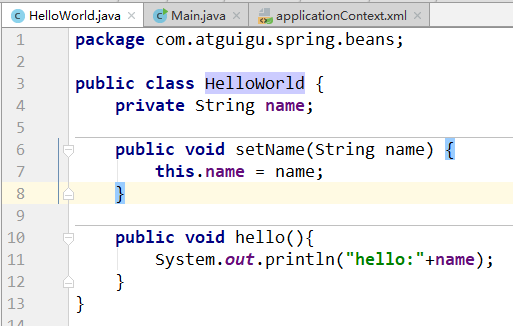 HelloWorld.java × Main.java × applicationContext.xml ×
1 package com.atguigu.spring.beans;
2
3 public class HelloWorld {
4     private String name;
5
6     public void setName(String name) {
7         this.name = name;
8     }
9
10     public void hello(){
11         System.out.println("hello:"+name);
12     }
13 }
14